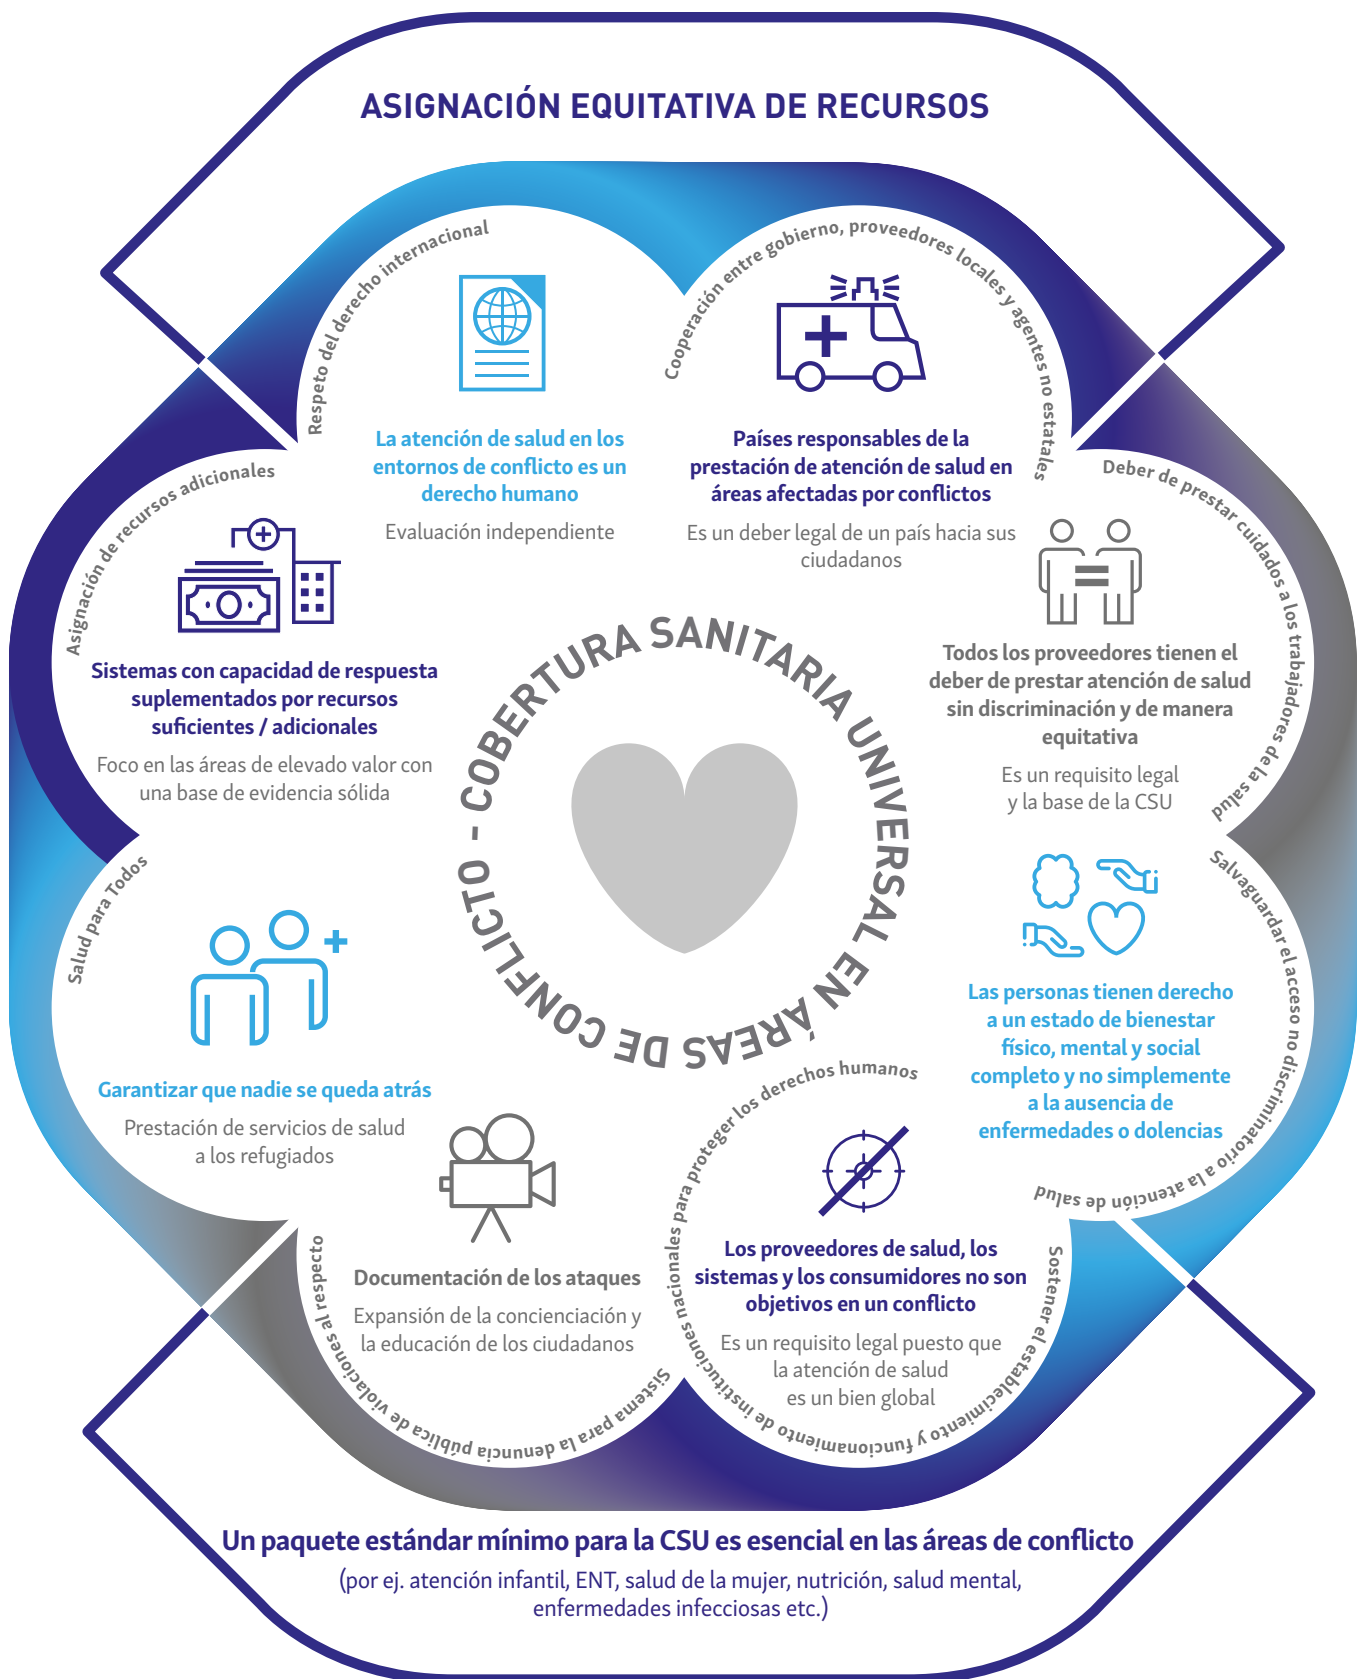 ASIGNACIÓN EQUITATIVA DE RECURSOS
Respeto del derecho internacional
La atención de salud en los
entornos de conflicto es un
derecho humano
Evaluación independiente
Cooperación entre gobierno, proveedores locales y agentes no estatales
Países responsables de la
prestación de atención de salud en
áreas afectadas por conflictos
Es un deber legal de un país hacia sus
ciudadanos
Asignación de recursos adicionales
Sistemas con capacidad de respuesta
suplementados por recursos
suficientes / adicionales
Foco en las áreas de elevado valor con
una base de evidencia sólida
Deber de prestar cuidados a los trabajadores de la salud
Todos los proveedores tienen el
deber de prestar atención de salud
sin discriminación y de manera
equitativa
Es un requisito legal
y la base de la CSU
COBERTURA SANITARIA UNIVERSAL EN ÁREAS DE CONFLICTO -
Salud para Todos
Garantizar que nadie se queda atrás
Prestación de servicios de salud
a los refugiados
Salvaguardar el acceso no discriminatorio a la atención de salud
Las personas tienen derecho
a un estado de bienestar
físico, mental y social
completo y no simplemente
a la ausencia de
enfermedades o dolencias
Sistema para la denuncia pública de violaciones al respecto
Documentación de los ataques
Expansión de la concienciación y
la educación de los ciudadanos
Sostener el establecimiento y funcionamiento de instituciones nacionales para proteger los derechos humanos
Los proveedores de salud, los
sistemas y los consumidores no son
objetivos en un conflicto
Es un requisito legal puesto que
la atención de salud
es un bien global
Un paquete estándar mínimo para la CSU es esencial en las áreas de conflicto
(por ej. atención infantil, ENT, salud de la mujer, nutrición, salud mental,
enfermedades infecciosas etc.)